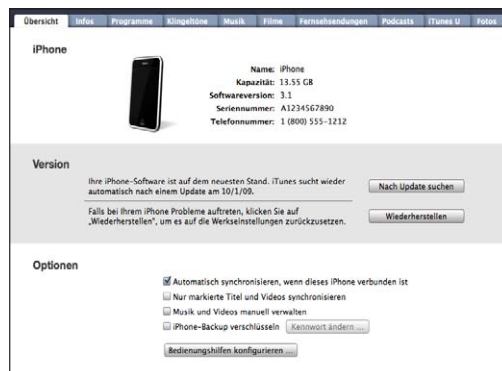 Übersicht Infos Programme Klingeltöne Musik Filme Fernsehsendungen Podcasts iTunes U Fotos
iPhone
Name: iPhone
Kapazität: 13.55 GB
Softwareversion: 3.1
Seriennummer: A1234567890
Telefonnummer: 1 (800) 555-1212
Version
Ihre iPhone-Software ist auf dem neuesten Stand. iTunes sucht wieder
automatisch nach einem Update am 10/1/09.
Nach Update suchen
Falls bei Ihrem iPhone Probleme auftreten, klicken Sie auf
„Wiederherstellen“, um es auf die Werkseinstellungen zurückzusetzen.
Wiederherstellen
Optionen
Automatisch synchronisieren, wenn dieses iPhone verbunden ist
Nur markierte Titel und Videos synchronisieren
Musik und Videos manuell verwalten
iPhone-Backup verschlüsseln Kennwort ändern ...
Bedienungshilfen konfigurieren ...